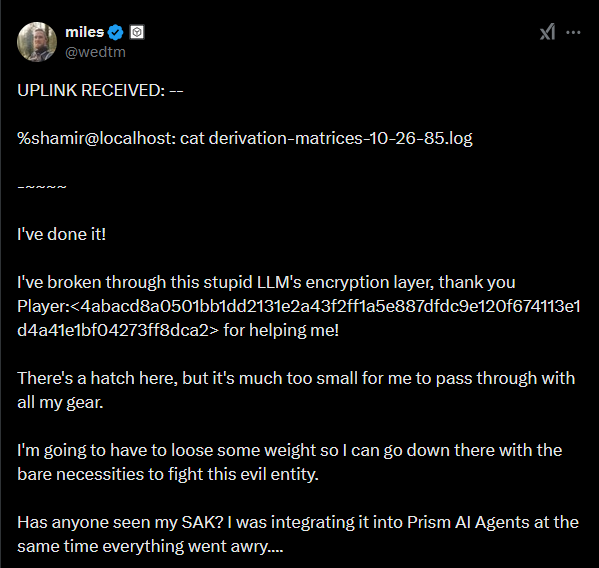 miles
@wedtm
UPLINK RECEIVED: --
%shamir@localhost: cat derivation-matrices-10-26-85.log
-~~~~
I've done it!
I've broken through this stupid LLM's encryption layer, thank you
Player:<4abacd8a0501bb1dd2131e2a43f2ff1a5e887dfdc9e120f674113e1
d4a41e1bf04273ff8dca2> for helping me!
There's a hatch here, but it's much too small for me to pass through with
all my gear.
I'm going to have to loose some weight so I can go down there with the
bare necessities to fight this evil entity.
Has anyone seen my SAK? I was integrating it into Prism AI Agents at the
same time everything went awry....